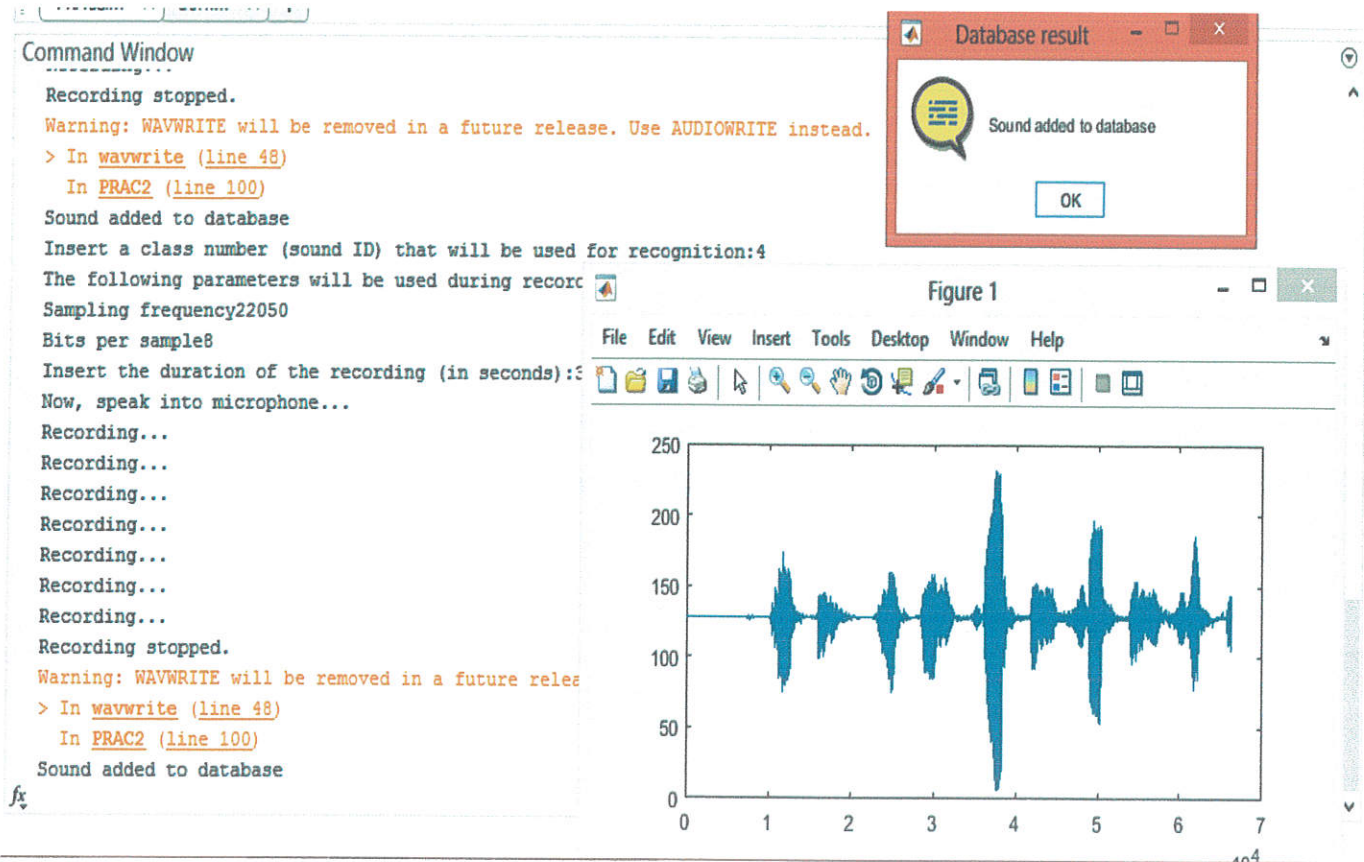 Command Window
Recording...
Recording stopped.
Warning: WAVWRITE will be removed in a future release. Use AUDIOWRITE instead.
> In wavwrite (line 48)
In PRAC2 (line 100)
Sound added to database
Insert a class number (sound ID) that will be used for recognition:4
The following parameters will be used during recor
Sampling frequency22050
Bits per sample8
Insert the duration of the recording (in seconds):3
Now, speak into microphone...
Recording...
Recording...
Recording...
Recording...
Recording...
Recording...
Recording...
Recording stopped.
Warning: WAVWRITE will be removed in a future relea
> In wavwrite (line 48)
In PRAC2 (line 100)
Sound added to database
fx
Database result
Sound added to database
OK
Figure 1
File Edit View Insert Tools Desktop Window Help
250
200
150
100
50
0
0 1 2 3 4 5 6 7